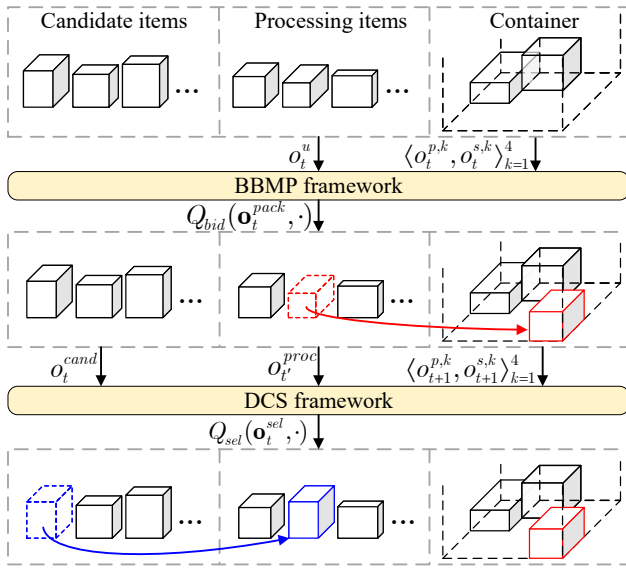 Candidate items Processing items Container
... ...
o_t^u ⟨o_t^{p,k}, o_t^{s,k}⟩_{k=1}^4
BBMP framework
Q_{bid}(𝐨_t^{pack}, ·)
... ...
o_t^{cand} o_{t'}^{proc} ⟨o_{t+1}^{p,k}, o_{t+1}^{s,k}⟩_{k=1}^4
DCS framework
Q_{sel}(𝐨_t^{sel}, ·)
... ...